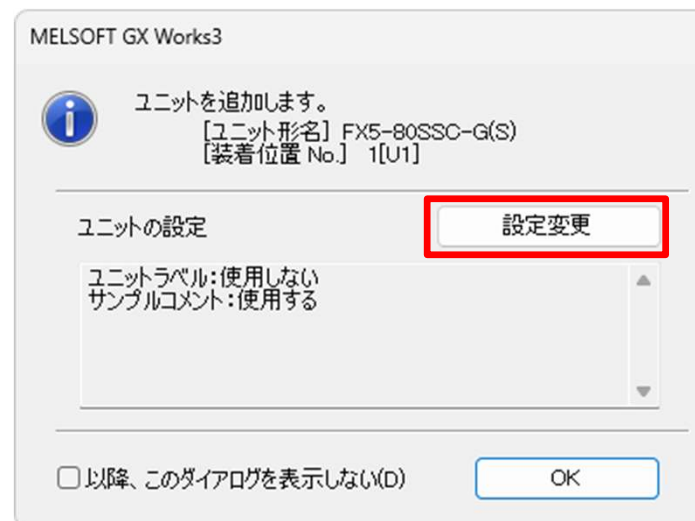 MELSOFT GX Works3
ユニットを追加します。
[ユニット形名] FX5-80SSC-G(S)
[装着位置 No.] 1[U1]
ユニットの設定
設定変更
ユニットラベル:使用しない
サンプルコメント:使用する
以降、このダイアログを表示しない(D)
OK